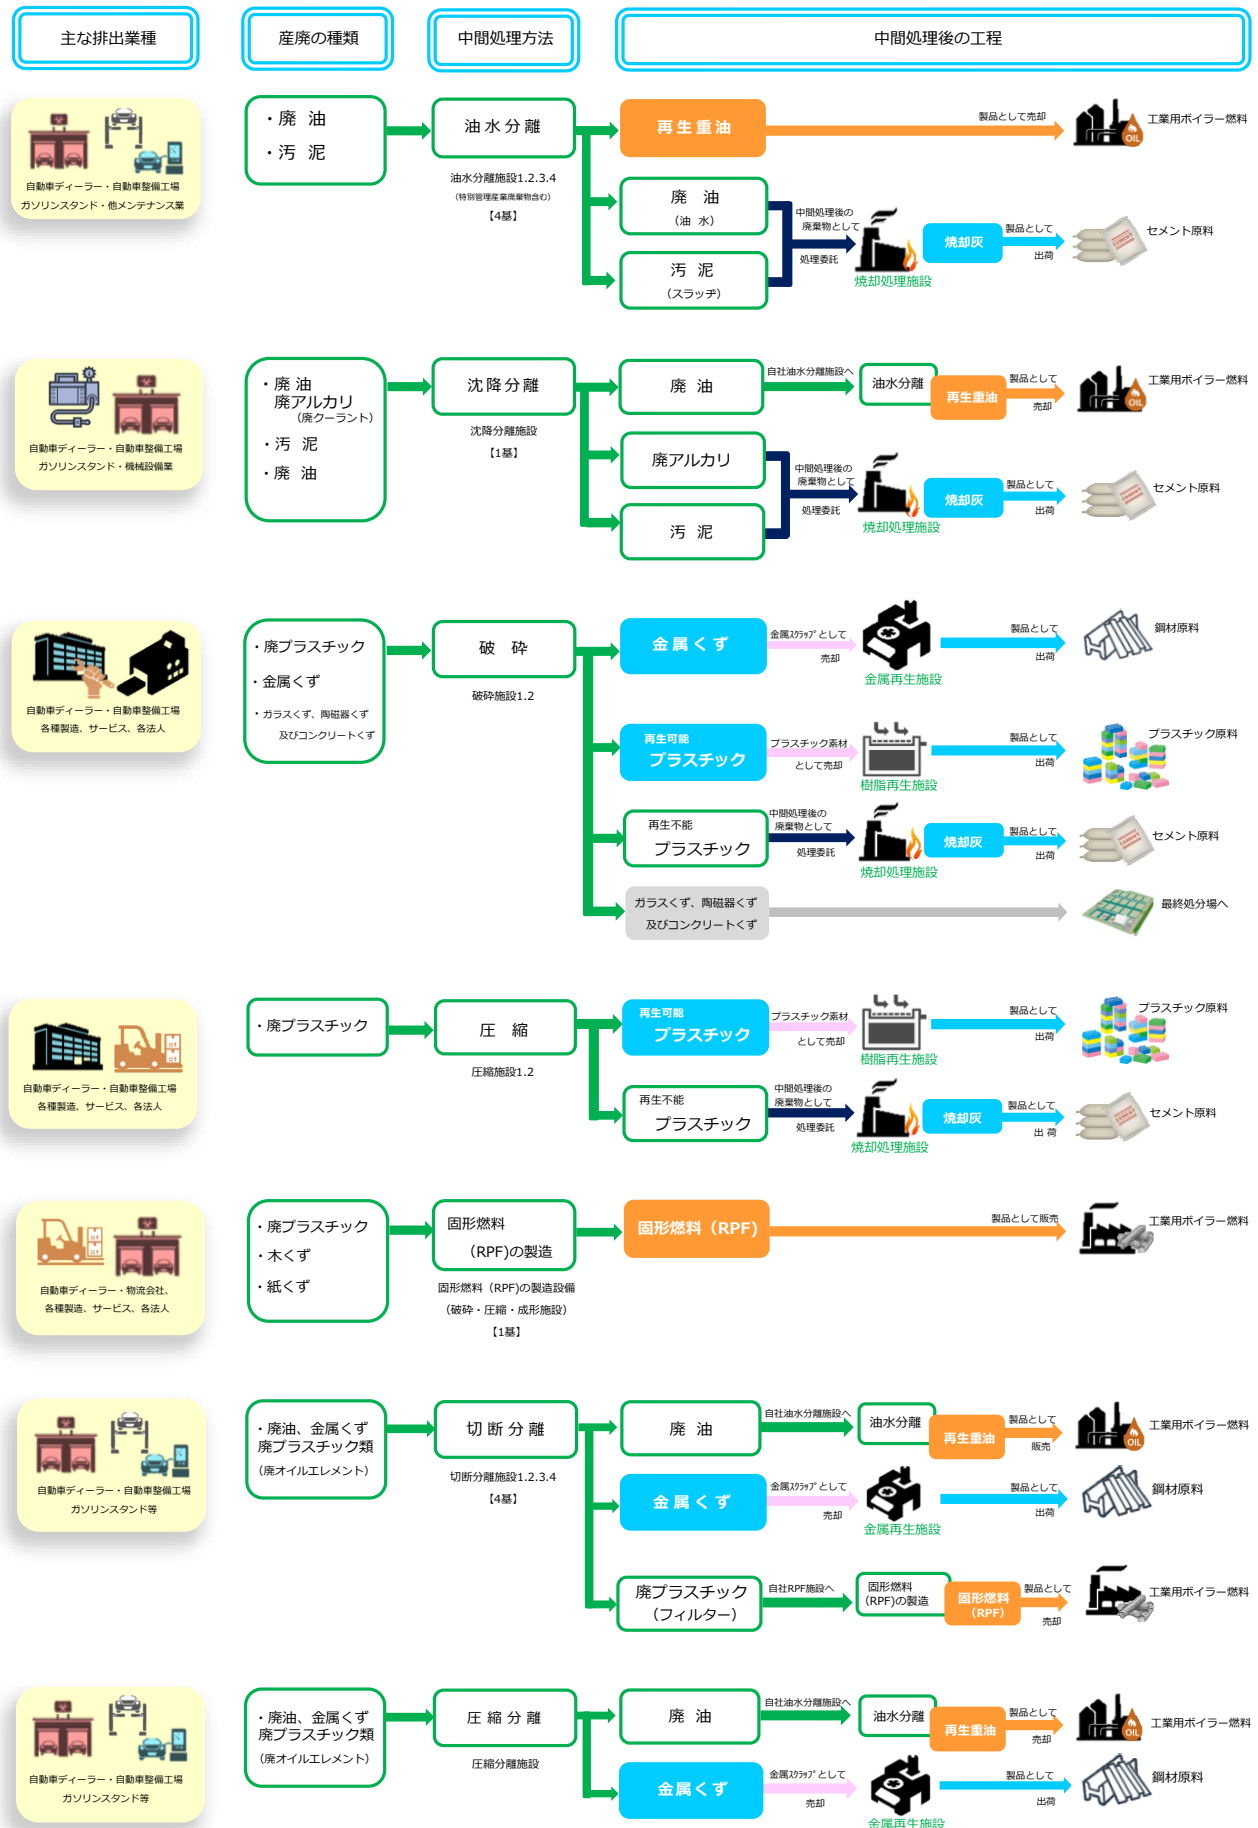 主な排出業種
産廃の種類
中間処理方法
中間処理後の工程
自動車ディーラー・自動車整備工場
ガソリンスタンド・他メンテナンス業
・廃 油
・汚 泥
油水分離
油水分離施設1.2.3.4
(特別管理産業廃棄物含む)
【4基】
再生重油
製品として売却
OIL
工業用ボイラー燃料
廃 油
（油 水）
汚 泥
（スラッヂ）
中間処理後の
廃棄物として
処理委託
焼却処理施設
焼却灰
製品として
出荷
CEMENT
セメント原料
自動車ディーラー・自動車整備工場
ガソリンスタンド・機械設備業
・廃 油
廃アルカリ
（廃クーラント）
・汚 泥
・廃 油
沈降分離
沈降分離施設
【1基】
廃 油
自社油水分離施設へ
油水分離
再生重油
製品として
売却
OIL
工業用ボイラー燃料
廃アルカリ
汚 泥
中間処理後の
廃棄物として
処理委託
焼却処理施設
焼却灰
製品として
出荷
CEMENT
セメント原料
自動車ディーラー・自動車整備工場
各種製造、サービス、各法人
・廃プラスチック
・金属くず
・ガラスくず、陶磁器くず
及びコンクリートくず
破 砕
破砕施設1.2
金属くず
金属ｽｸﾗｯﾌﾟとして
売却
金属再生施設
製品として
出荷
鋼材原料
再生可能
プラスチック
プラスチック素材
として売却
樹脂再生施設
製品として
出荷
プラスチック原料
再生不能
プラスチック
中間処理後の
廃棄物として
処理委託
焼却処理施設
焼却灰
製品として
出荷
CEMENT
セメント原料
ガラスくず、陶磁器くず
及びコンクリートくず
最終処分場へ
自動車ディーラー・自動車整備工場
各種製造、サービス、各法人
・廃プラスチック
圧 縮
圧縮施設1.2
再生可能
プラスチック
プラスチック素材
として売却
樹脂再生施設
製品として
出荷
プラスチック原料
再生不能
プラスチック
中間処理後の
廃棄物として
処理委託
焼却処理施設
焼却灰
製品として
出 荷
CEMENT
セメント原料
自動車ディーラー・物流会社、
各種製造、サービス、各法人
・廃プラスチック
・木くず
・紙くず
固形燃料
（RPF)の製造
固形燃料（RPF)の製造設備
（破砕・圧縮・成形施設）
【1基】
固形燃料（RPF)
製品として販売
工業用ボイラー燃料
自動車ディーラー・自動車整備工場
ガソリンスタンド等
・廃油、金属くず
廃プラスチック類
（廃オイルエレメント）
切断分離
切断分離施設1.2.3.4
【4基】
廃 油
自社油水分離施設へ
油水分離
再生重油
製品として
販売
OIL
工業用ボイラー燃料
金属くず
金属ｽｸﾗｯﾌﾟとして
売却
金属再生施設
製品として
出荷
鋼材原料
廃プラスチック
（フィルター）
自社RPF施設へ
固形燃料
(RPF)の製造
固形燃料
（RPF）
製品として
売却
工業用ボイラー燃料
自動車ディーラー・自動車整備工場
ガソリンスタンド等
・廃油、金属くず
廃プラスチック類
（廃オイルエレメント）
圧縮分離
圧縮分離施設
廃 油
自社油水分離施設へ
油水分離
再生重油
製品として
売却
OIL
工業用ボイラー燃料
金属くず
金属ｽｸﾗｯﾌﾟとして
売却
金属再生施設
製品として
出荷
鋼材原料